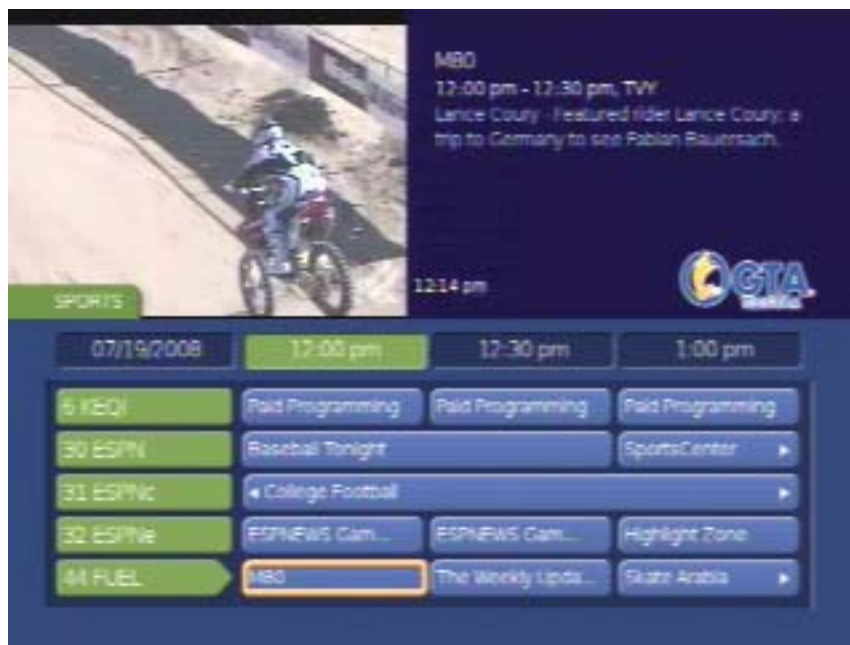 M80
12:00 pm - 12:30 pm, TVY
Lance Coury - Featured rider Lance Coury; a
trip to Germany to see Fabian Bauersach.
12:14 pm
GTA
SPORTS
07/19/2008 12:00 pm 12:30 pm 1:00 pm
6 KEQI Paid Programming Paid Programming Paid Programming
30 ESPN Baseball Tonight SportsCenter
31 ESPNc College Football
32 ESPNe ESPNEWS Gam... ESPNEWS Gam... Highlight Zone
44 FUEL M80 The Weekly Upda... Skate Arabia